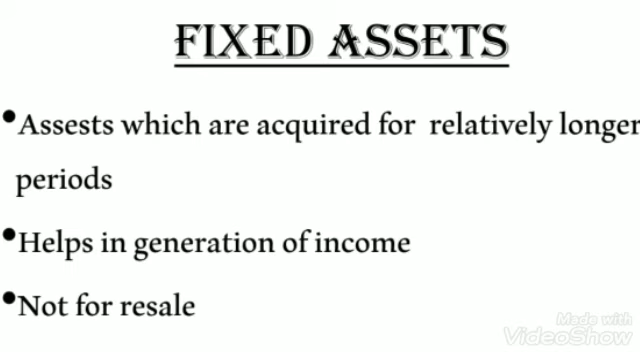 FIXED ASSETS
•Assests which are acquired for relatively longer
periods
•Helps in generation of income
•Not for resale
Made with
VideoShow